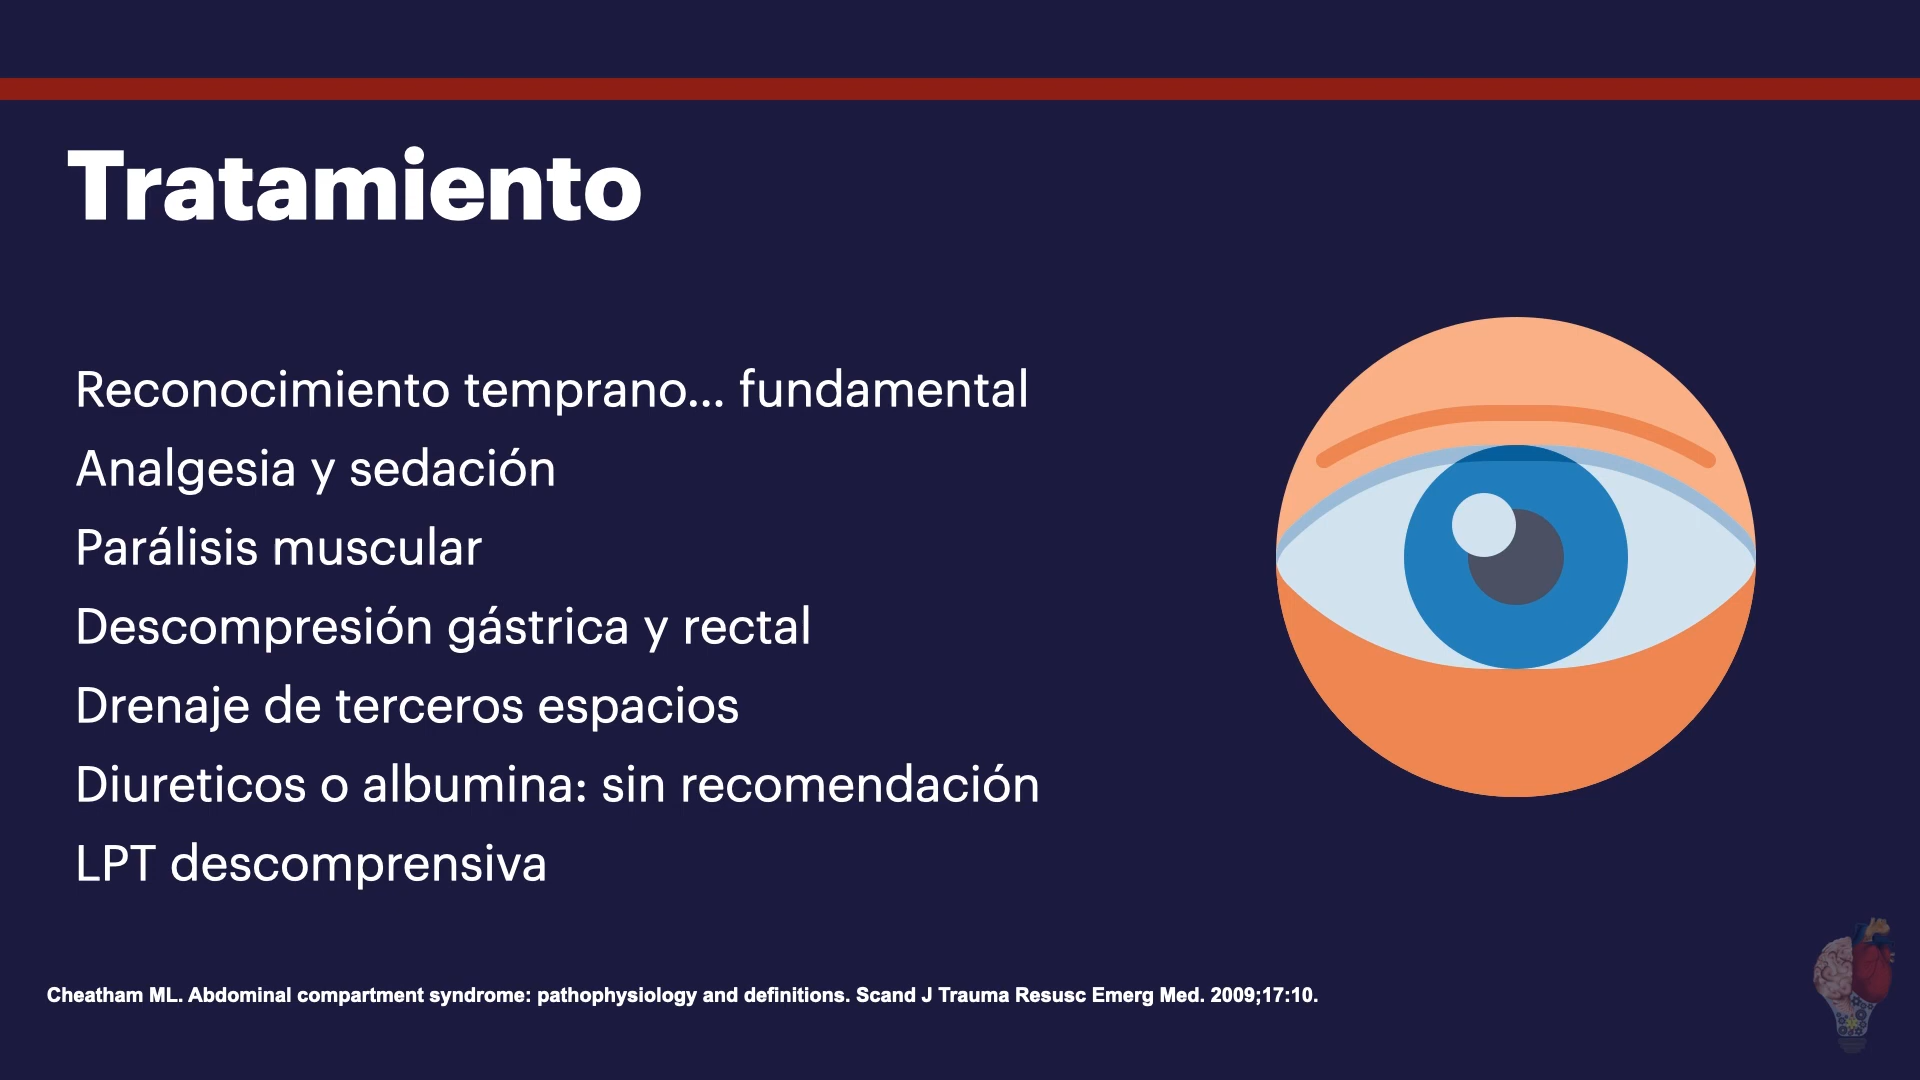 Tratamiento
Reconocimiento temprano... fundamental
Analgesia y sedación
Parálisis muscular
Descompresión gástrica y rectal
Drenaje de terceros espacios
Diureticos o albumina: sin recomendación
LPT descomprensiva
Cheatham ML. Abdominal compartment syndrome: pathophysiology and definitions. Scand J Trauma Resusc Emerg Med. 2009;17:10.